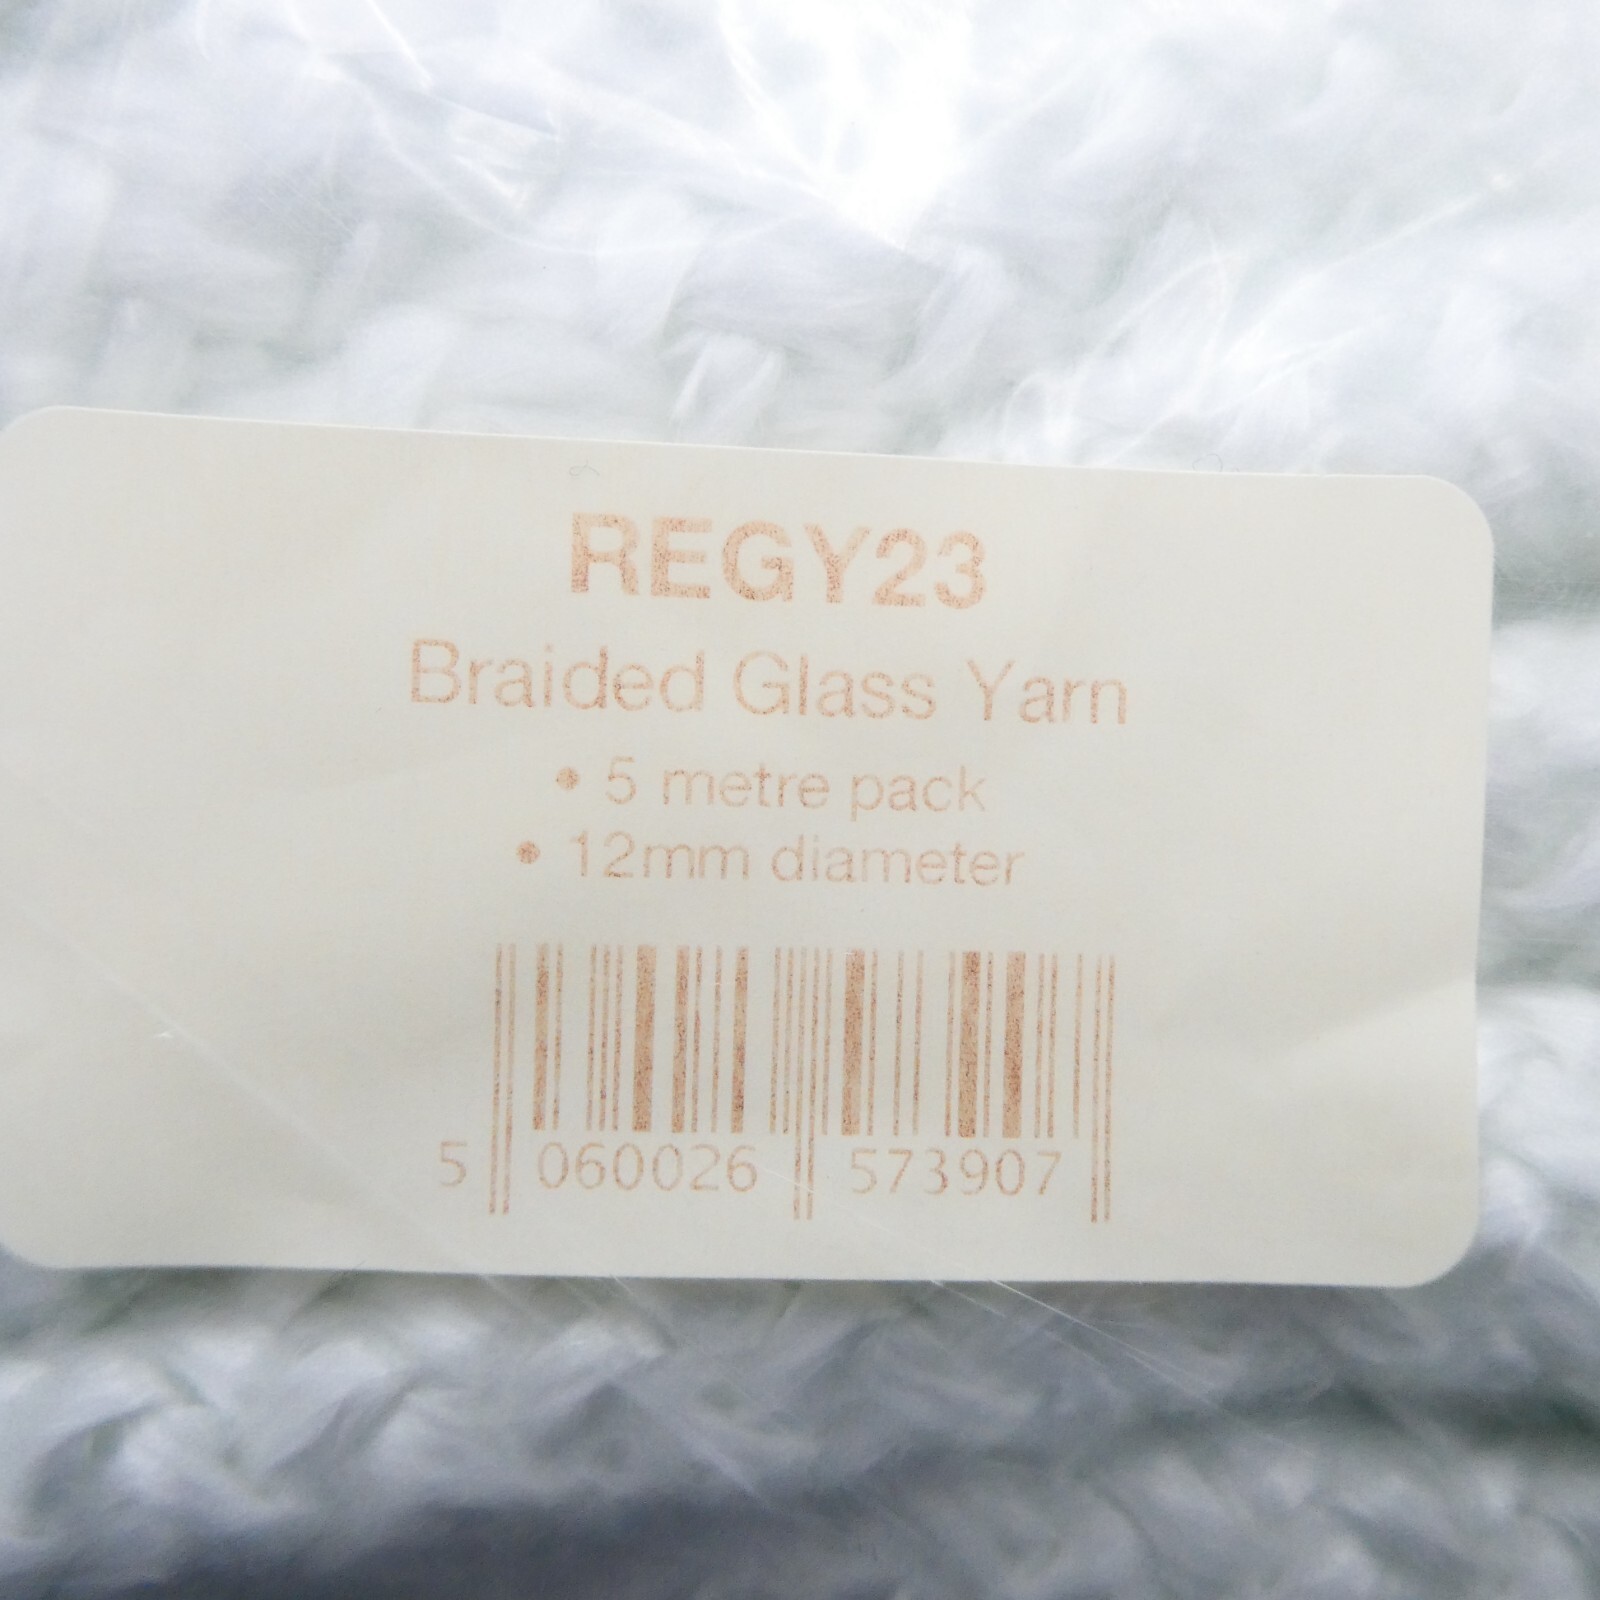 REGY23
Braided Glass Yarn
• 5 metre pack
• 12mm diameter
5 060026 573907